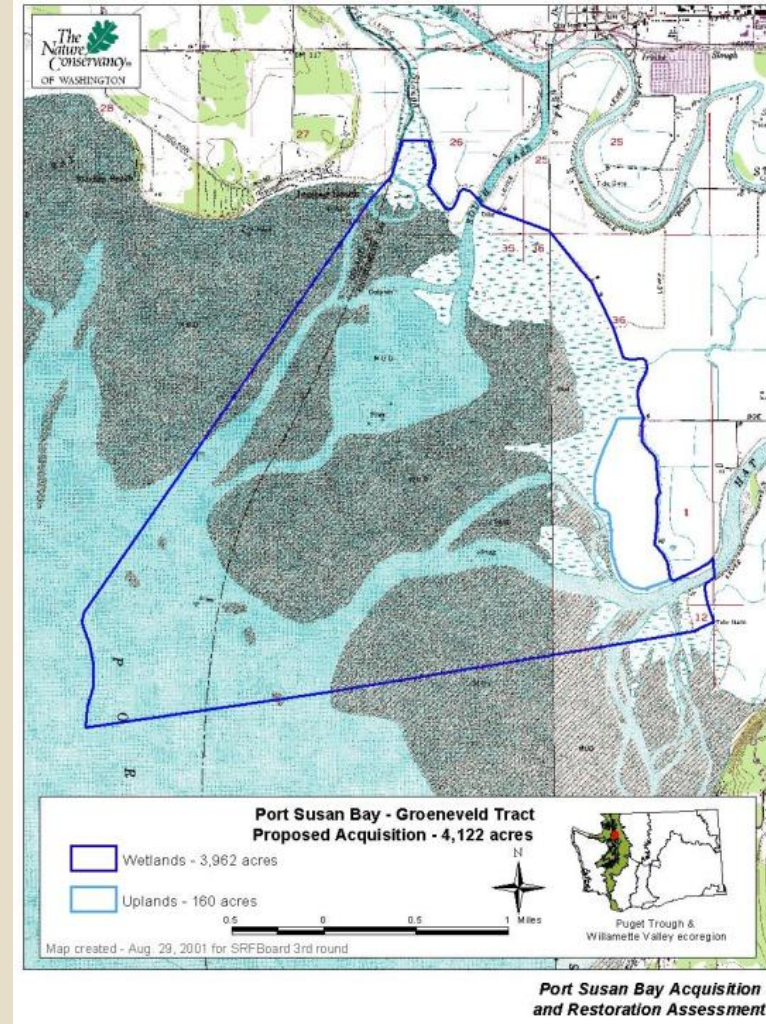 The
Nature
Conservancy
OF WASHINGTON
28
27
26
25
25
35
36
36
1
12
Tide Gate
MUD
MUD
P
O
R
S
Port Susan Bay - Groeneveld Tract
Proposed Acquisition - 4,122 acres
Wetlands - 3,962 acres
Uplands - 160 acres
N
0.5 0 0.5 1 Miles
Puget Trough &
Willamette Valley ecoregion
Map created - Aug. 29, 2001 for SRFBoard 3rd round
Port Susan Bay Acquisition
and Restoration Assessment